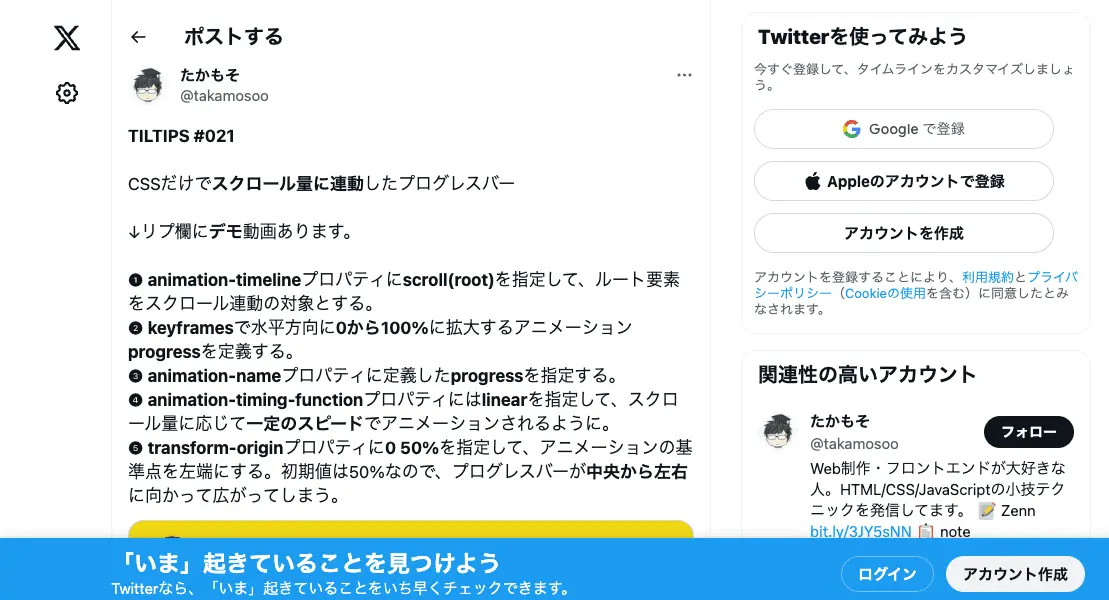 ポストする
たかもそ
@takamosoo
TILTIPS #021
CSSだけでスクロール量に連動したプログレスバー
↓リプ欄にデモ動画あります。
❶ animation-timelineプロパティにscroll(root)を指定して、ルート要素
をスクロール連動の対象とする。
❷ keyframesで水平方向に0から100%に拡大するアニメーション
progressを定義する。
❸ animation-nameプロパティに定義したprogressを指定する。
❹ animation-timing-functionプロパティにはlinearを指定して、スクロ
ール量に応じて一定のスピードでアニメーションされるように。
❺ transform-originプロパティに0 50%を指定して、アニメーションの基
準点を左端にする。初期値は50%なので、プログレスバーが中央から左右
に向かって広がってしまう。
Twitterを使ってみよう
今すぐ登録して、タイムラインをカスタマイズしましょ
う。
Google で登録
Appleのアカウントで登録
アカウントを作成
アカウントを登録することにより、利用規約とプライバ
シーポリシー（Cookieの使用を含む）に同意したとみ
なされます。
関連性の高いアカウント
たかもそ
@takamosoo
フォロー
Web制作・フロントエンドが大好きな
人。HTML/CSS/JavaScriptの小技テク
ニックを発信してます。 📝 Zenn
bit.ly/3JY5sNN 📋 note
「いま」起きていることを見つけよう
Twitterなら、「いま」起きていることをいち早くチェックできます。
ログイン
アカウント作成